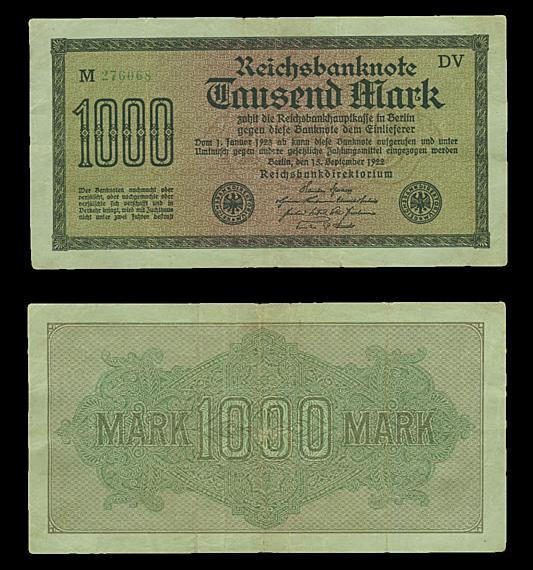 M 276068
Reichsbanknote
DV
Tausend Mark
1000
zahlt die Reichsbankhauptkasse in Berlin
gegen diese Banknote dem Einlieferer
Vom 1. Januar 1923 ab kann diese Banknote aufgerufen und unter
Umtausch gegen andere gesetzliche Zahlungsmittel eingezogen werden
Berlin, den 15. September 1922
Reichsbankdirektorium
Wer Banknoten nachmacht oder
verfälscht, oder nachgemachte oder
verfälschte sich verschafft und in
Verkehr bringt, wird mit Zuchthaus
nicht unter zwei Jahren bestraft
MARK 1000 MARK